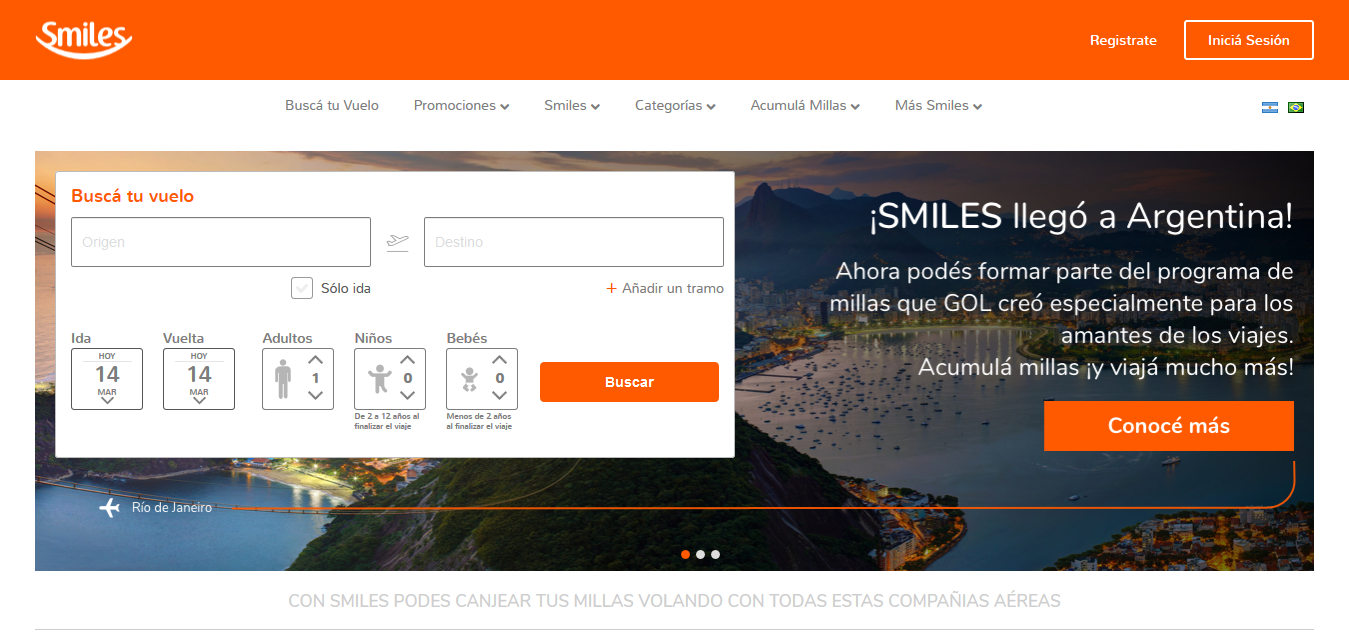 Smiles
Registrate
Iniciá Sesión
Buscá tu Vuelo
Promociones
Smiles
Categorías
Acumulá Millas
Más Smiles
Buscá tu vuelo
Origen
Destino
Sólo ida
+ Añadir un tramo
Ida
Vuelta
Adultos
Niños
Bebés
HOY
14
MAR
HOY
14
MAR
1
0
0
De 2 a 12 años al
finalizar el viaje
Menos de 2 años
al finalizar el viaje
Buscar
¡SMILES llegó a Argentina!
Ahora podés formar parte del programa de
millas que GOL creó especialmente para los
amantes de los viajes.
Acumulá millas ¡y viajá mucho más!
Conocé más
Río de Janeiro
CON SMILES PODES CANJEAR TUS MILLAS VOLANDO CON TODAS ESTAS COMPAÑIAS AÉREAS